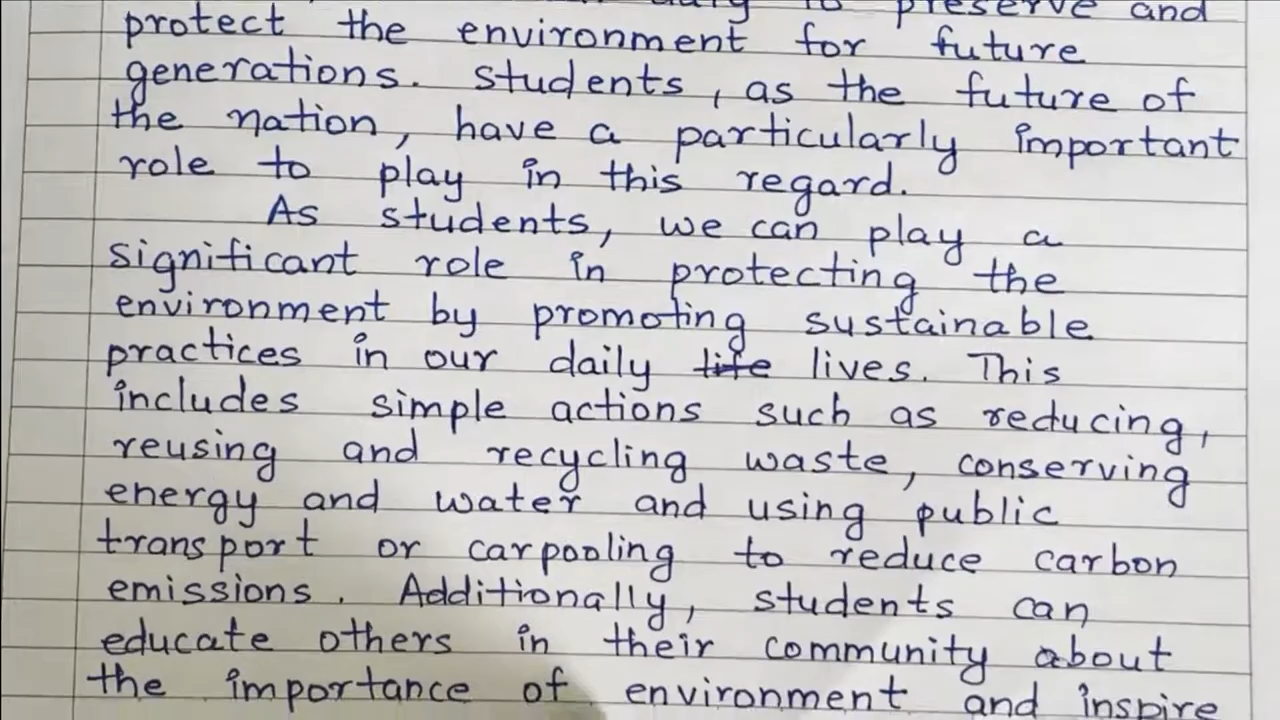 to preserve and
protect the environment for future
generations. students, as the future of
the nation, have a particularly important
role to play in this regard.
As students, we can play a
significant role in protecting the
environment by promoting sustainable
practices in our daily life lives. This
includes simple actions such as reducing,
reusing and recycling waste, conserving
energy and water and using public
transport or carpooling to reduce carbon
emissions. Additionally, students can
educate others in their community about
the importance of environment and inspire